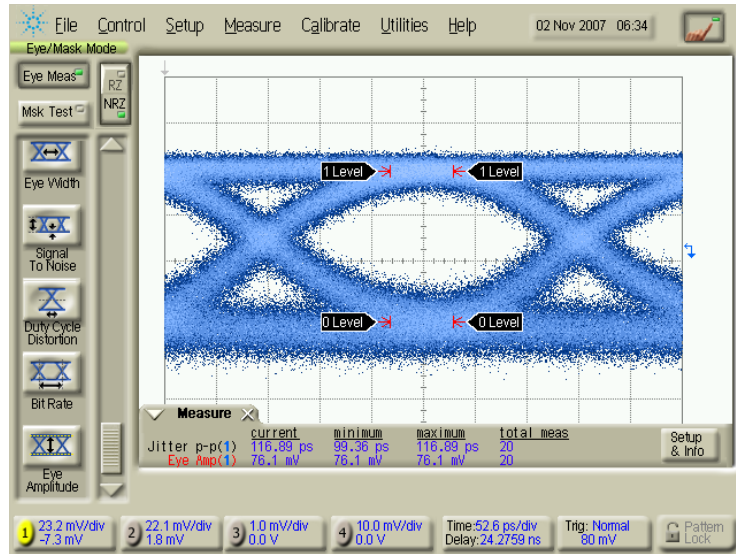 File Control Setup Measure Calibrate Utilities Help 02 Nov 2007 06:34
Eye/Mask Mode
Eye Meas
Msk Test
RZ
NRZ
Eye Width
Signal
To Noise
Duty Cycle
Distortion
Bit Rate
Eye
Amplitude
1 Level 1 Level
0 Level 0 Level
Measure
current minimum maximum total meas
Jitter p-p(1) 116.89 ps 99.36 ps 116.89 ps 20
Eye Amp(1) 76.1 mV 76.1 mV 76.1 mV 20
Setup
& Info
1 23.2 mV/div
-7.3 mV
2 22.1 mV/div
1.8 mV
3 1.0 mV/div
0.0 V
4 10.0 mV/div
0.0 V
Time:52.6 ps/div
Delay:24.2759 ns
Trig: Normal
80 mV
Pattern
Lock